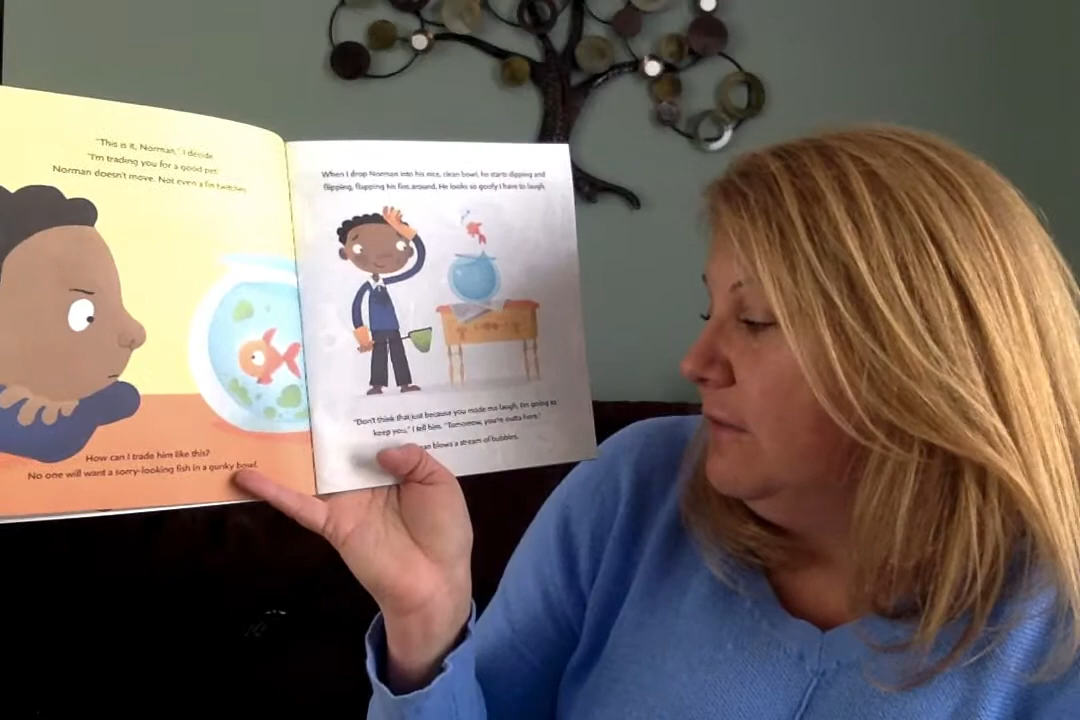 "This is it, Norman," I decide.
"I'm trading you for a good pet."
Norman doesn't move. Not even a fin twitches.
How can I trade him like this?
No one will want a sorry-looking fish in a gunky bowl.
When I drop Norman into his nice, clean bowl, he starts dipping and
flipping, flapping his fins around. He looks so goofy I have to laugh.
"Don't think that just because you made me laugh, I'm going to
keep you," I tell him. "Tomorrow, you're outta here."
blows a stream of bubbles.